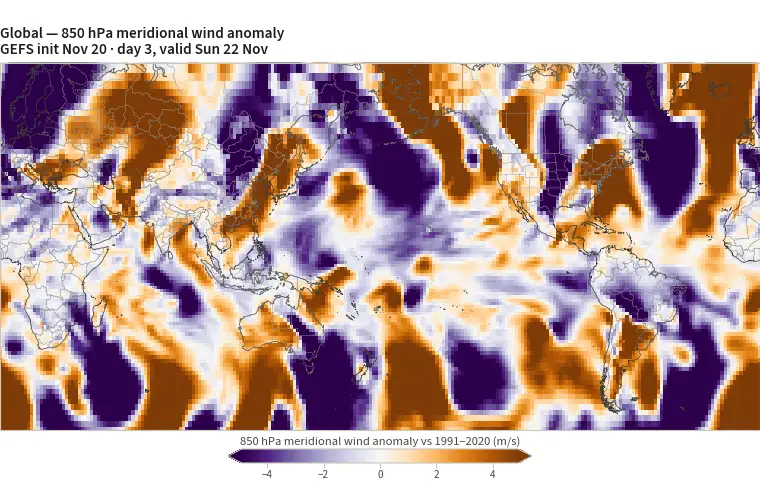 Global — 850 hPa meridional wind anomaly
GEFS init Nov 20 · day 3, valid Sun 22 Nov
850 hPa meridional wind anomaly vs 1991–2020 (m/s)
−4 −2 0 2 4